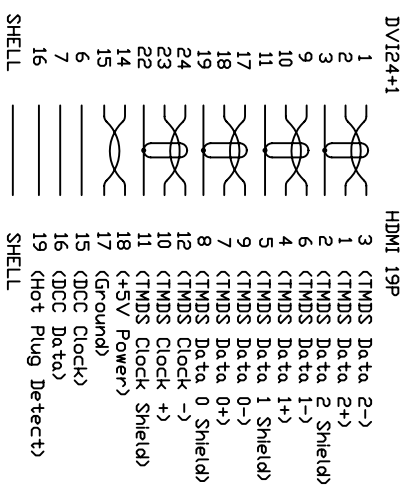 DVI24+1 HDMI 19P
1 3 (TMDS Data 2-)
2 1 (TMDS Data 2+)
3 2 (TMDS Data 2 Shield)
9 6 (TMDS Data 1-)
10 4 (TMDS Data 1+)
11 5 (TMDS Data 1 Shield)
17 9 (TMDS Data 0-)
18 7 (TMDS Data 0+)
19 8 (TMDS Data 0 Shield)
24 12 (TMDS Clock -)
23 10 (TMDS Clock +)
22 11 (TMDS Clock Shield)
14 18 (+5V Power)
15 17 (Ground)
6 15 (DCC Clock)
7 16 (DCC Data)
16 19 (Hot Plug Detect)
SHELL SHELL